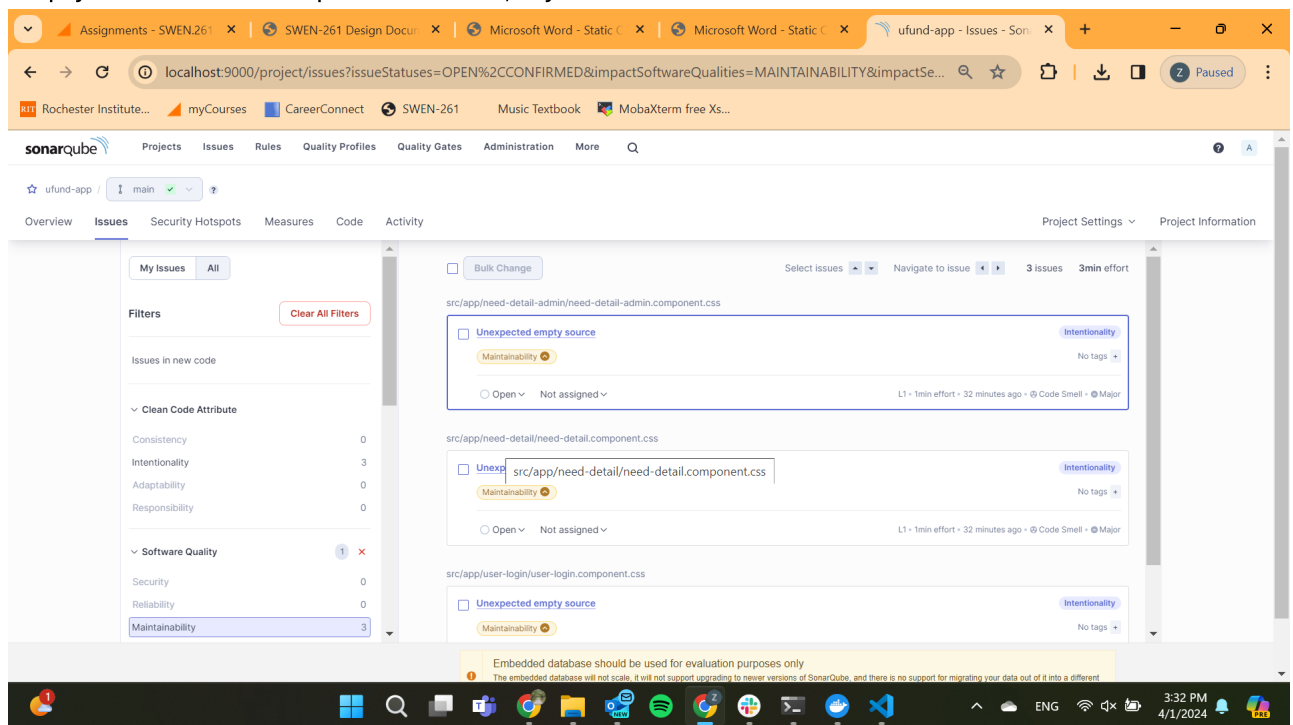 Assignments - SWEN.261
SWEN-261 Design Docum
Microsoft Word - Static C
Microsoft Word - Static C
ufund-app - Issues - Son
localhost:9000/project/issues?issueStatuses=OPEN%2CCONFIRMED&impactSoftwareQualities=MAINTAINABILITY&impactSe...
Z Paused
RIT Rochester Institute...
myCourses
CareerConnect
SWEN-261
Music Textbook
MobaXterm free Xs...
sonarqube
Projects Issues Rules Quality Profiles Quality Gates Administration More
A
ufund-app / main
Overview Issues Security Hotspots Measures Code Activity
Project Settings Project Information
My Issues All
Bulk Change
Select issues Navigate to issue 3 issues 3min effort
Filters Clear All Filters
Issues in new code
Clean Code Attribute
Consistency 0
Intentionality 3
Adaptability 0
Responsibility 0
Software Quality 1
Security 0
Reliability 0
Maintainability 3
src/app/need-detail-admin/need-detail-admin.component.css
Unexpected empty source Intentionality
Maintainability No tags +
Open Not assigned L1 • 1min effort • 32 minutes ago • Code Smell • Major
src/app/need-detail/need-detail.component.css
Unexp src/app/need-detail/need-detail.component.css Intentionality
Maintainability No tags +
Open Not assigned L1 • 1min effort • 32 minutes ago • Code Smell • Major
src/app/user-login/user-login.component.css
Unexpected empty source Intentionality
Maintainability No tags +
Embedded database should be used for evaluation purposes only
The embedded database will not scale, it will not support upgrading to newer versions of SonarQube, and there is no support for migrating your data out of it into a different
1
NEW
Z
ENG
3:32 PM
4/1/2024
PRE